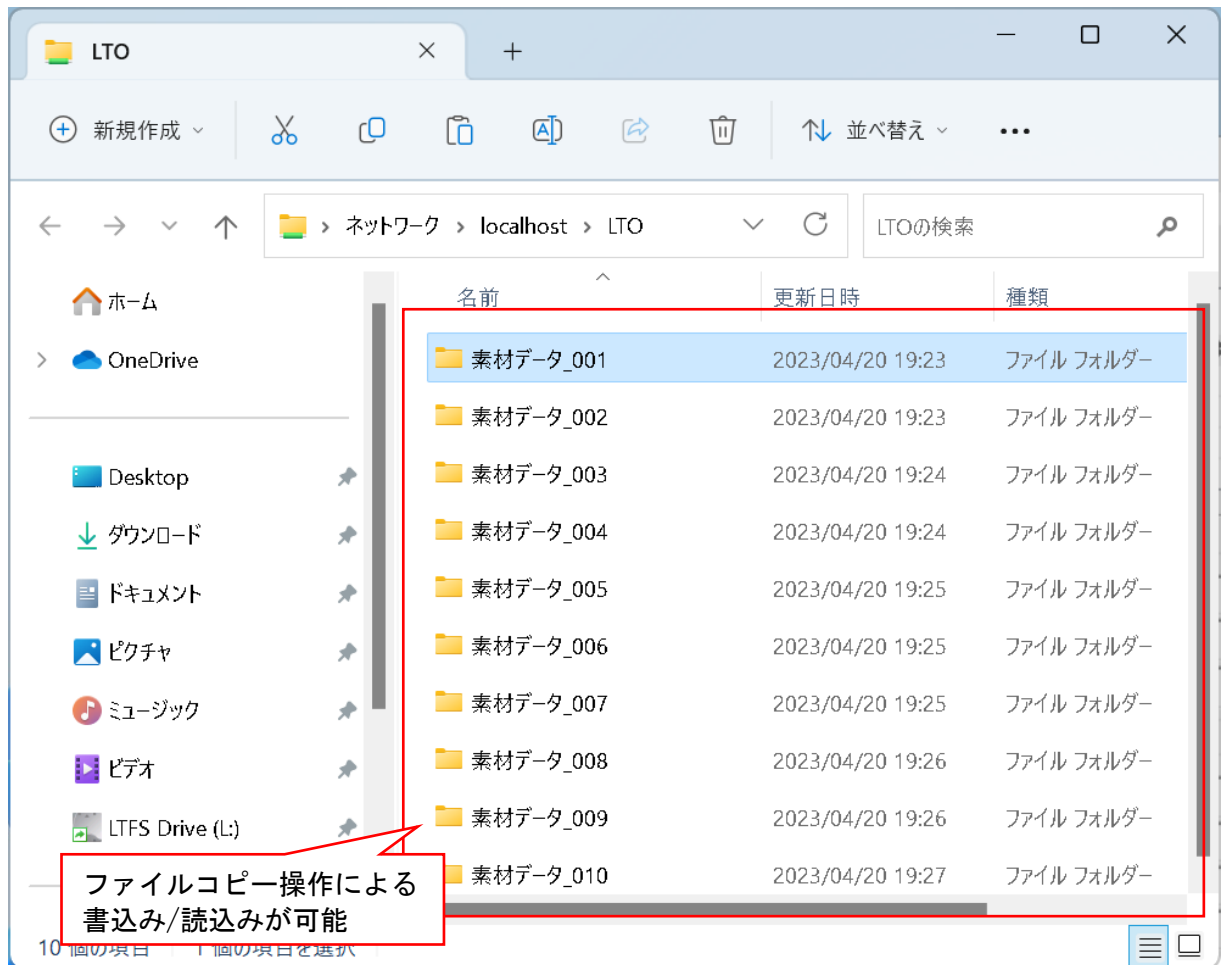 LTO
新規作成
並べ替え
ネットワーク > localhost > LTO
LTOの検索
名前 更新日時 種類
ホーム
OneDrive
Desktop
ダウンロード
ドキュメント
ピクチャ
ミュージック
ビデオ
LTFS Drive (L:)
素材データ_001 2023/04/20 19:23 ファイル フォルダー
素材データ_002 2023/04/20 19:23 ファイル フォルダー
素材データ_003 2023/04/20 19:24 ファイル フォルダー
素材データ_004 2023/04/20 19:24 ファイル フォルダー
素材データ_005 2023/04/20 19:25 ファイル フォルダー
素材データ_006 2023/04/20 19:25 ファイル フォルダー
素材データ_007 2023/04/20 19:25 ファイル フォルダー
素材データ_008 2023/04/20 19:26 ファイル フォルダー
素材データ_009 2023/04/20 19:26 ファイル フォルダー
素材データ_010 2023/04/20 19:27 ファイル フォルダー
ファイルコピー操作による
書込み/読込みが可能
10 個の項目 1 個の項目を選択